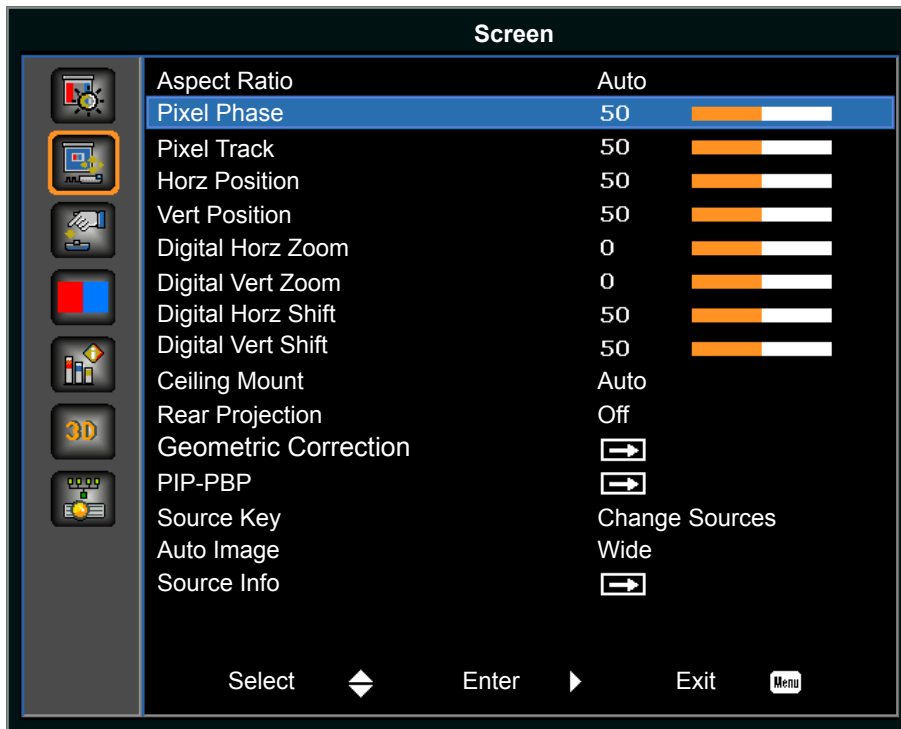 Screen
Aspect Ratio Auto
Pixel Phase 50
Pixel Track 50
Horz Position 50
Vert Position 50
Digital Horz Zoom 0
Digital Vert Zoom 0
Digital Horz Shift 50
Digital Vert Shift 50
Ceiling Mount Auto
Rear Projection Off
3D
Geometric Correction
PIP-PBP
Source Key Change Sources
Auto Image Wide
Source Info
Select Enter Exit Menu